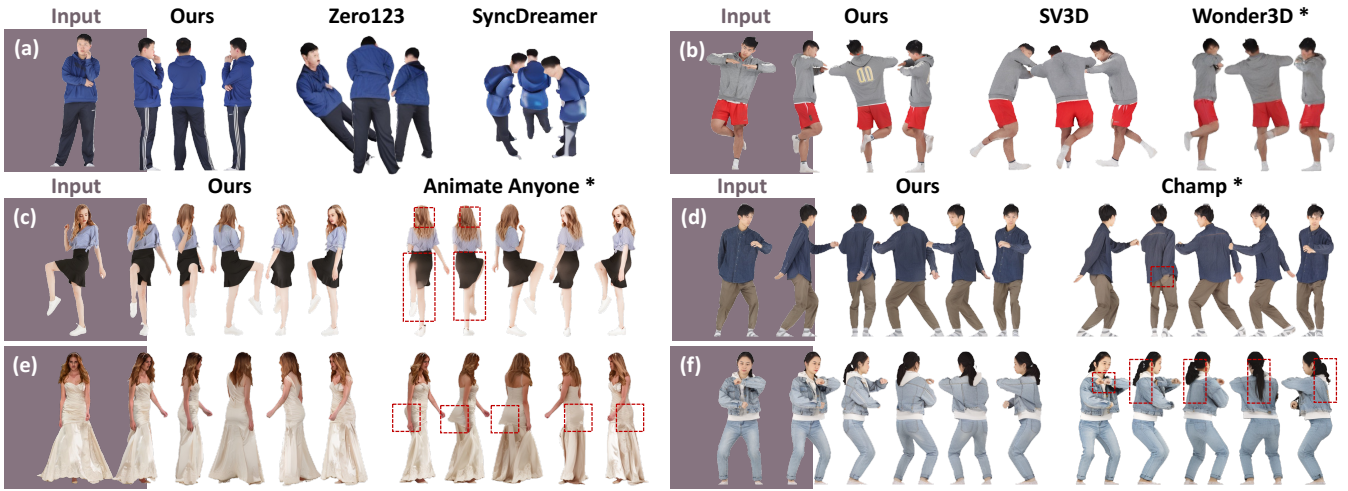 Input Ours Zero123 SyncDreamer
(a)
Input Ours SV3D Wonder3D *
(b)
00
Input Ours Animate Anyone *
(c)
Input Ours Champ *
(d)
(e)
(f)